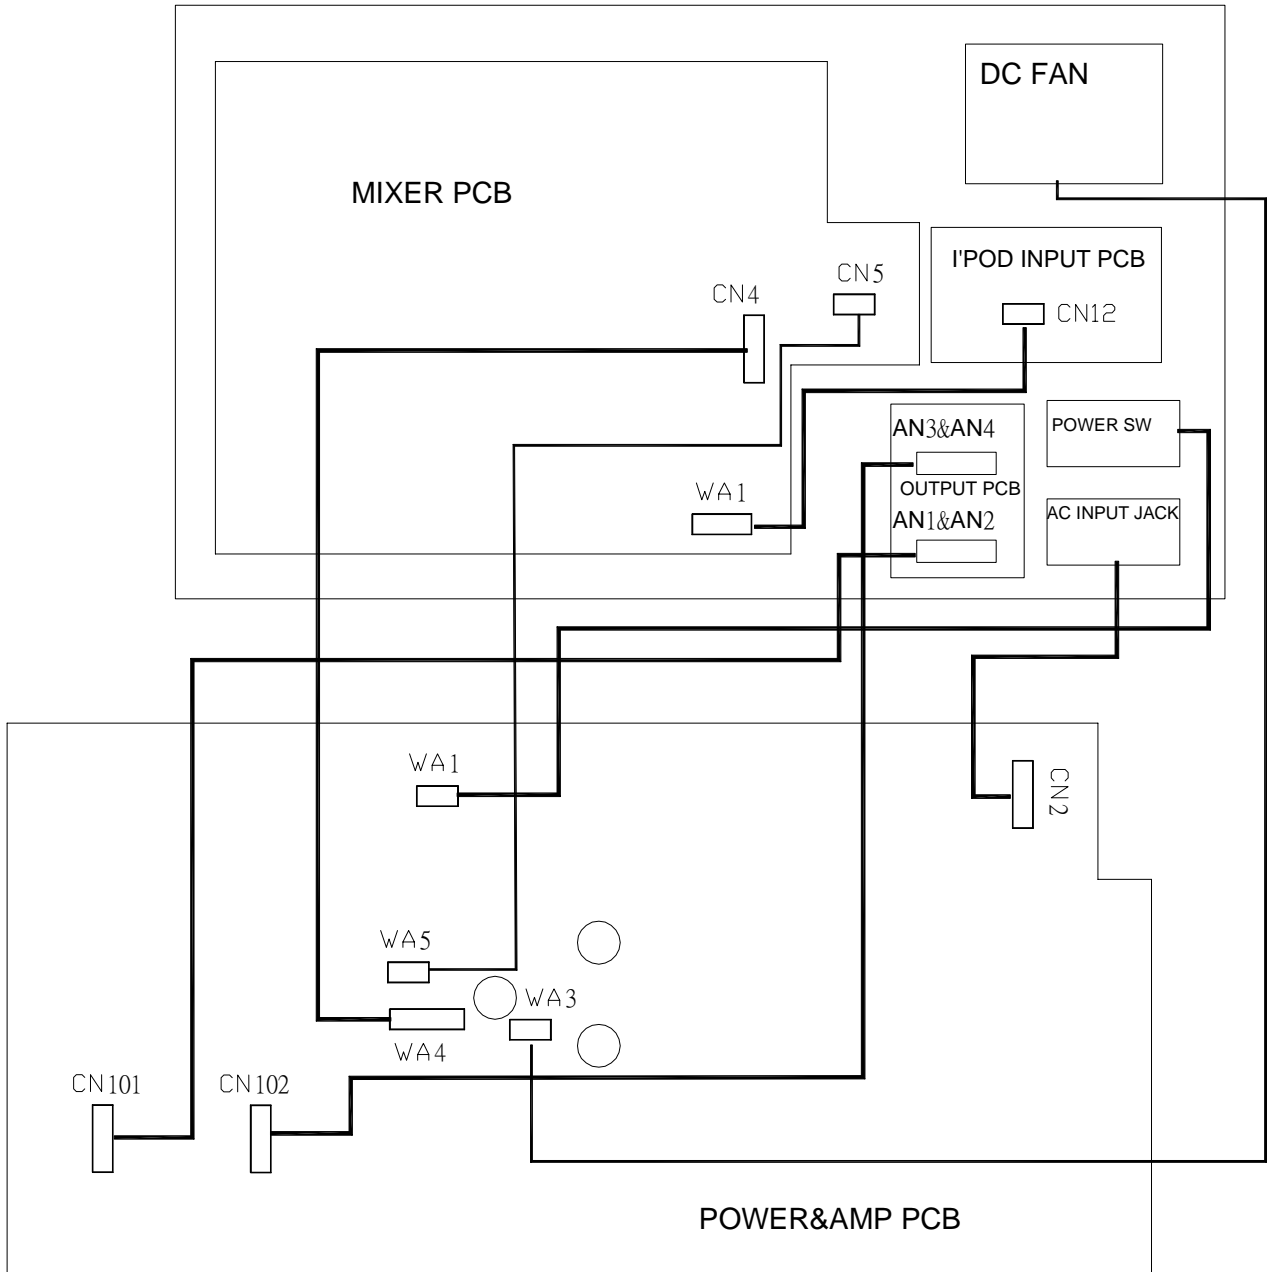 DC FAN
MIXER PCB
I'POD INPUT PCB
CN5
CN4
CN12
AN3&AN4
POWER SW
OUTPUT PCB
WA1
AN1&AN2
AC INPUT JACK
WA1
CN2
WA5
WA3
WA4
CN101
CN102
POWER&AMP PCB